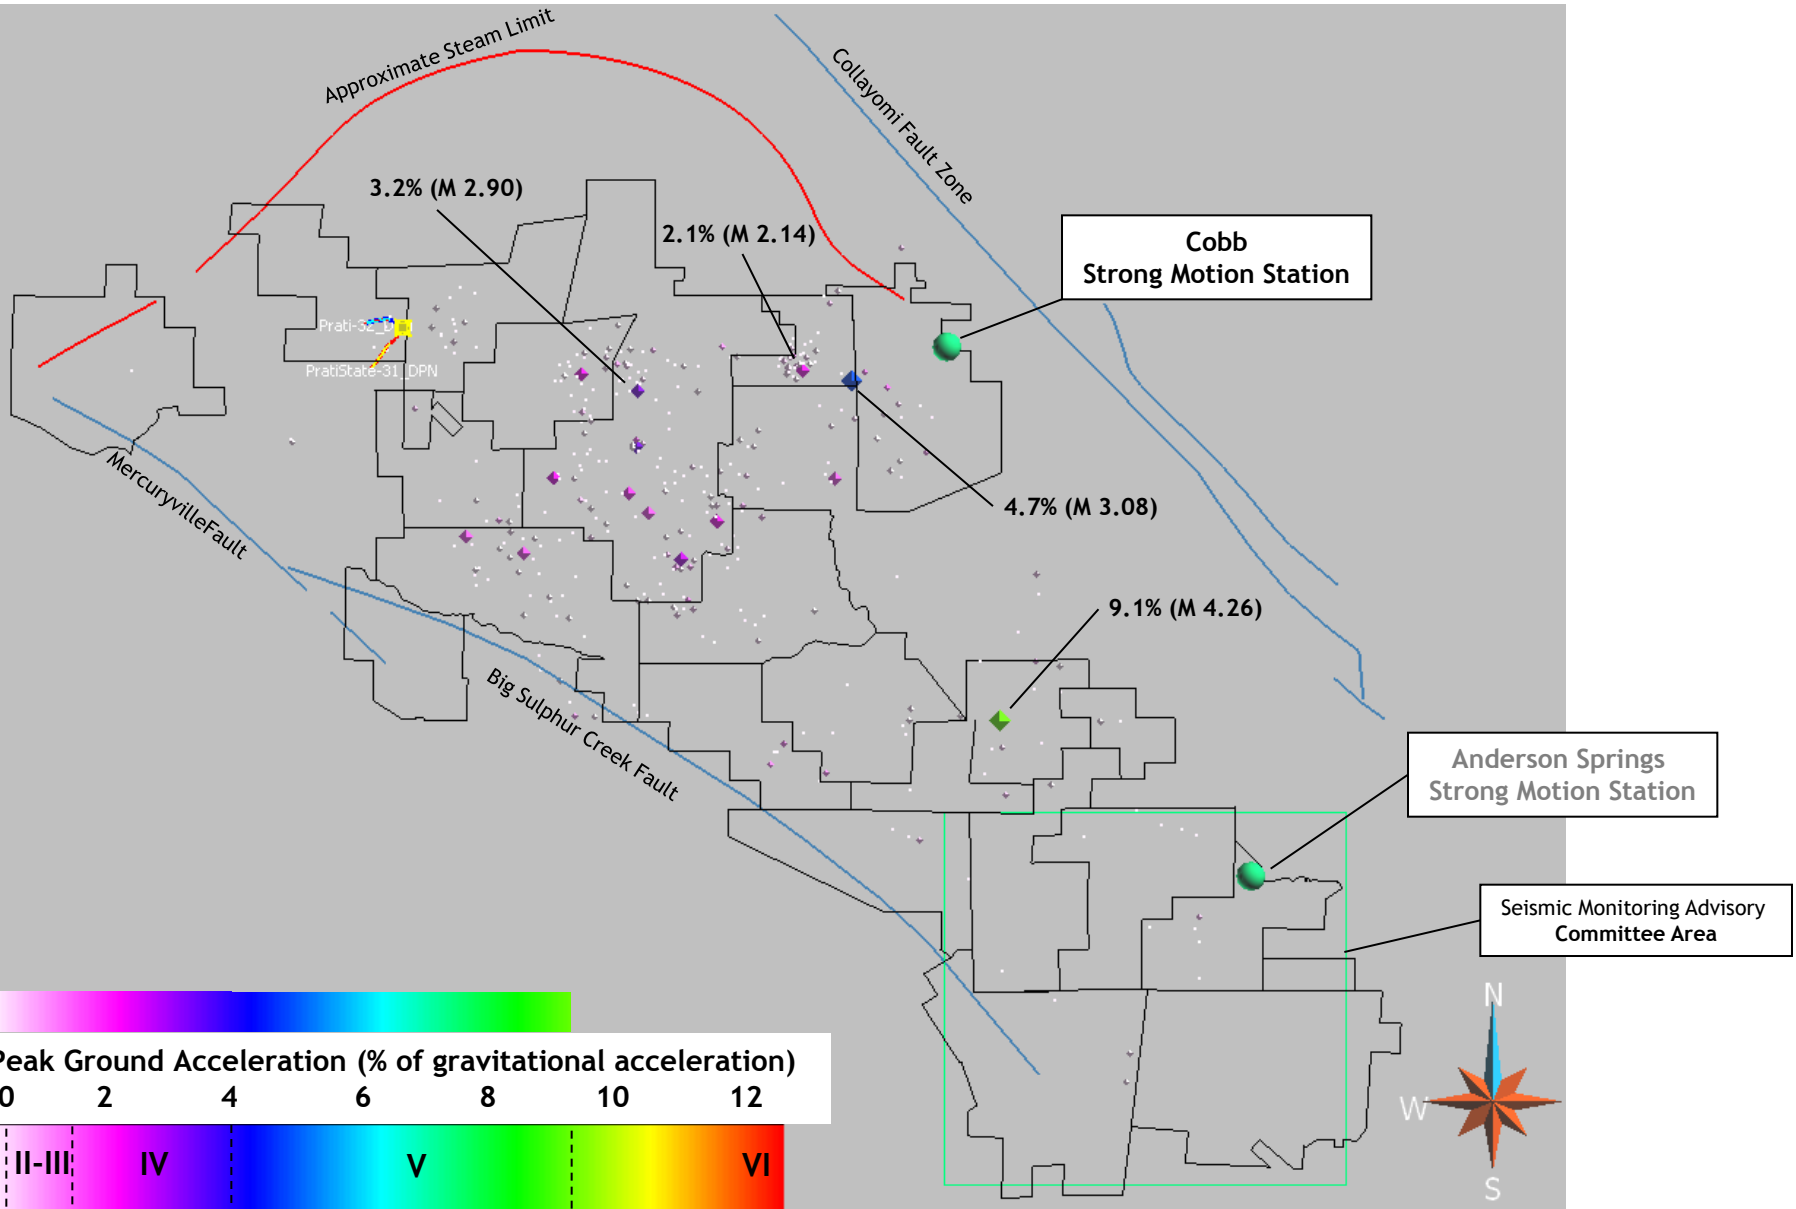 Approximate Steam Limit
Collayomi Fault Zone
3.2% (M 2.90)
2.1% (M 2.14)
Cobb
Strong Motion Station
PratiState-31_DPN
4.7% (M 3.08)
MercuryvilleFault
9.1% (M 4.26)
Big Sulphur Creek Fault
Anderson Springs
Strong Motion Station
Seismic Monitoring Advisory
Committee Area
N
W
S
Peak Ground Acceleration (% of gravitational acceleration)
0 2 4 6 8 10 12
II-III IV V VI